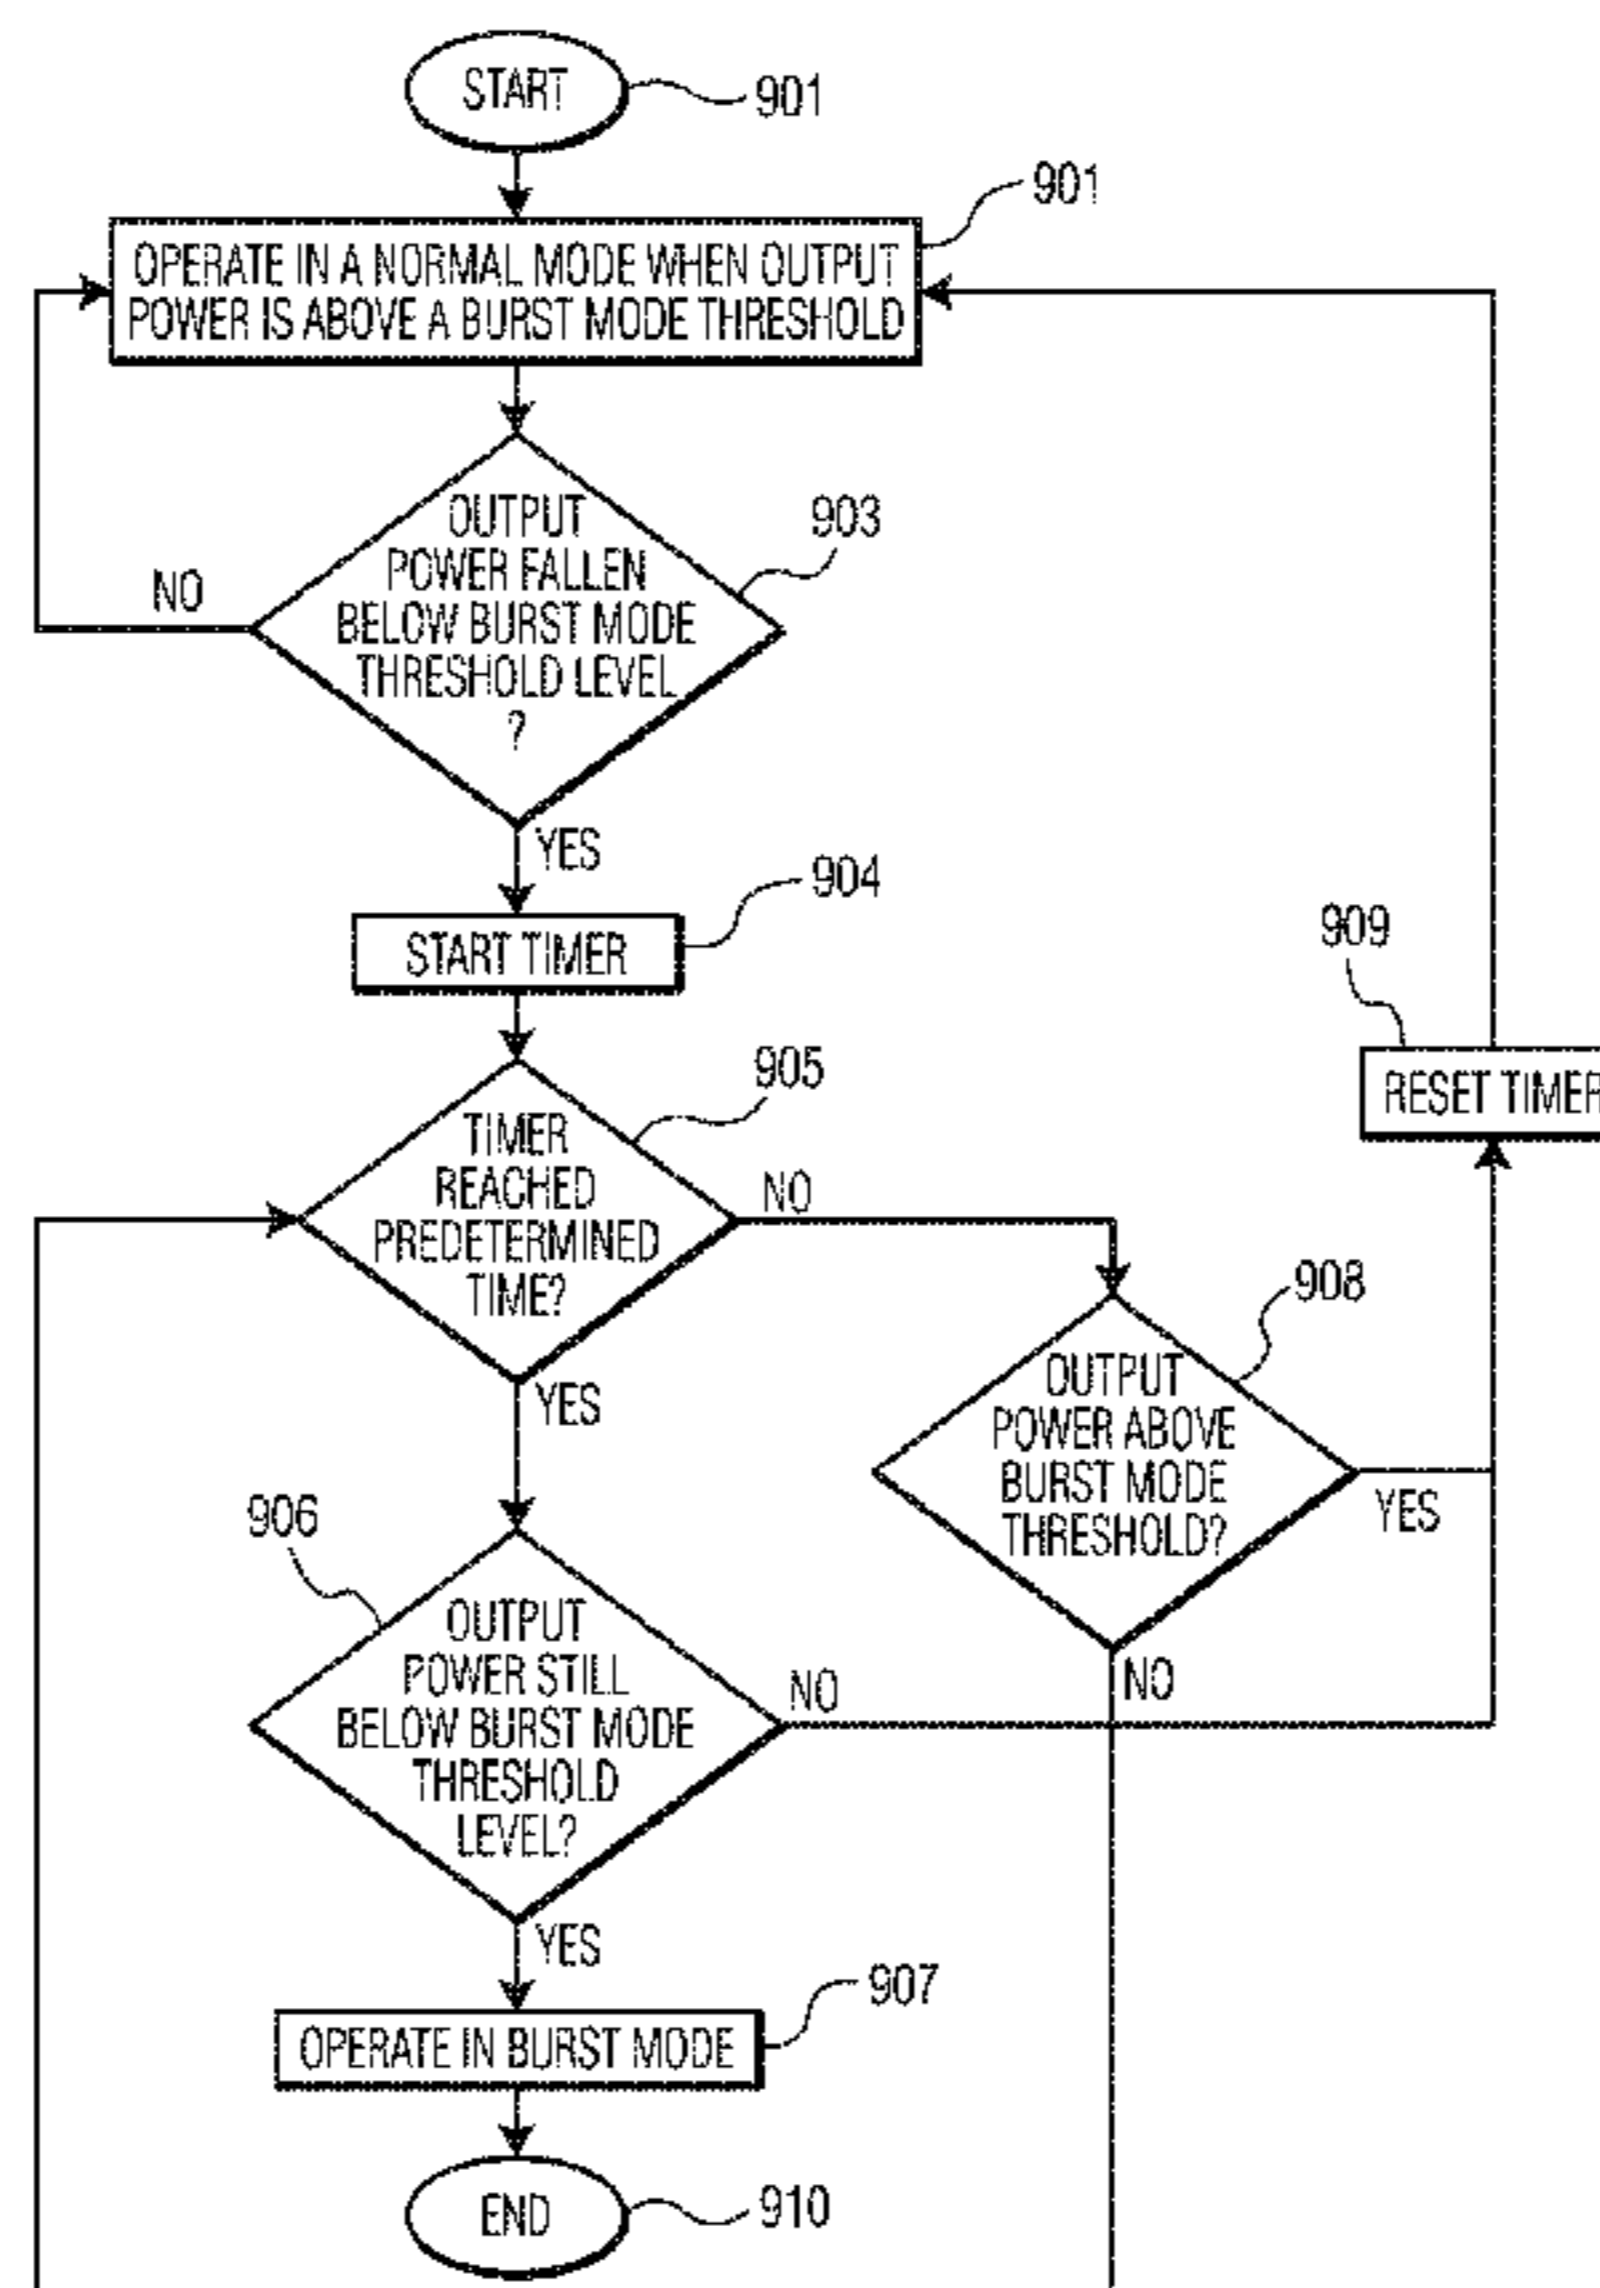 START
901
901
OPERATE IN A NORMAL MODE WHEN OUTPUT
POWER IS ABOVE A BURST MODE THRESHOLD
OUTPUT
POWER FALLEN
BELOW BURST MODE
THRESHOLD LEVEL
?
903
NO
YES
904
START TIMER
909
RESET TIMER
905
TIMER
REACHED
PREDETERMINED
TIME?
NO
YES
908
OUTPUT
POWER ABOVE
BURST MODE
THRESHOLD?
YES
NO
906
OUTPUT
POWER STILL
BELOW BURST MODE
THRESHOLD
LEVEL?
NO
YES
907
OPERATE IN BURST MODE
END
910